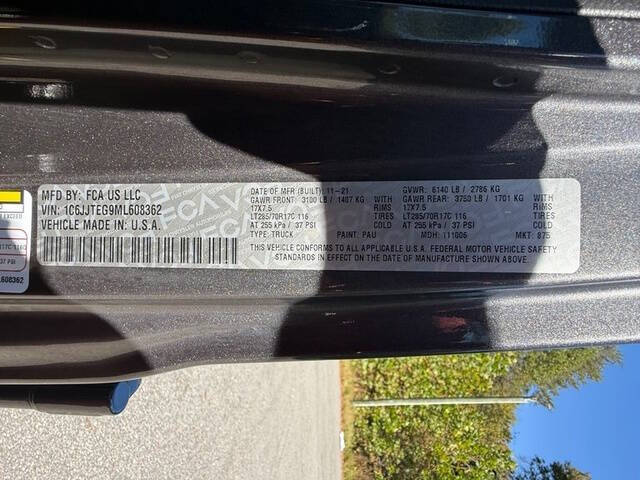 MFD BY: FCA US LLC
VIN: 1C6JJTEG9ML608362
VEHICLE MADE IN: U.S.A.
DATE OF MFR (BUILT): 11-21 GVWR: 6140 LB / 2786 KG
GAWR FRONT: 3100 LB / 1407 KG GAWR REAR: 3750 LB / 1701 KG
17X7.5 RIMS 17X7.5 RIMS
LT285/70R17C 116 TIRES LT285/70R17C 116 TIRES
AT 255 kPa / 37 PSI COLD AT 255 kPa / 37 PSI COLD
TYPE: TRUCK PAINT: PAU MDH: 111006 MKT: 875
THIS VEHICLE CONFORMS TO ALL APPLICABLE U.S.A. FEDERAL MOTOR VEHICLE SAFETY
STANDARDS IN EFFECT ON THE DATE OF MANUFACTURE SHOWN ABOVE.
EXCEED
37 PSI
608362